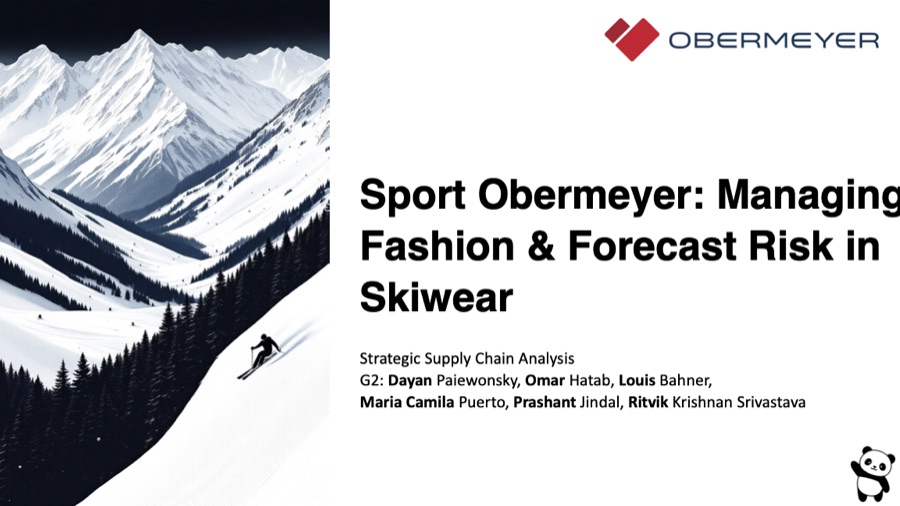 OBERMEYER
Sport Obermeyer: Managing
Fashion & Forecast Risk in
Skiwear
Strategic Supply Chain Analysis
G2: Dayan Paiewonsky, Omar Hatab, Louis Bahner,
Maria Camila Puerto, Prashant Jindal, Ritvik Krishnan Srivastava